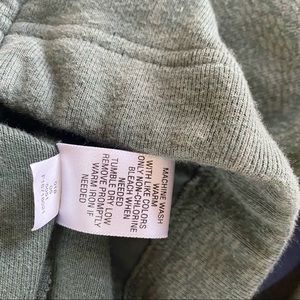 MACHINE WASH
WARM
WITH LIKE COLORS
ONLY NON-CHLORINE
BLEACH WHEN
NEEDED
TUMBLE DRY LOW
REMOVE PROMPTLY
WARM IRON IF
NEEDED